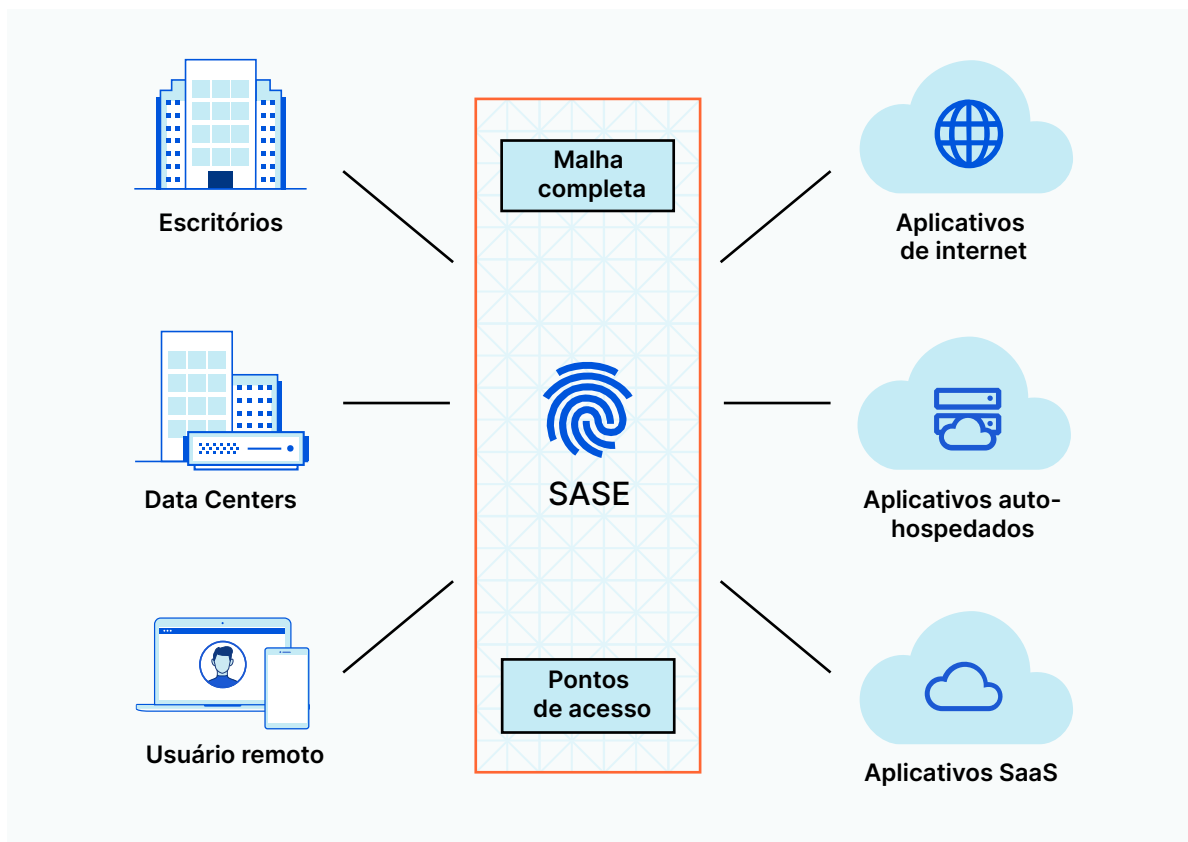 Escritórios
Data Centers
Usuário remoto
Malha
completa
SASE
Pontos
de acesso
Aplicativos
de internet
Aplicativos auto-
hospedados
Aplicativos SaaS